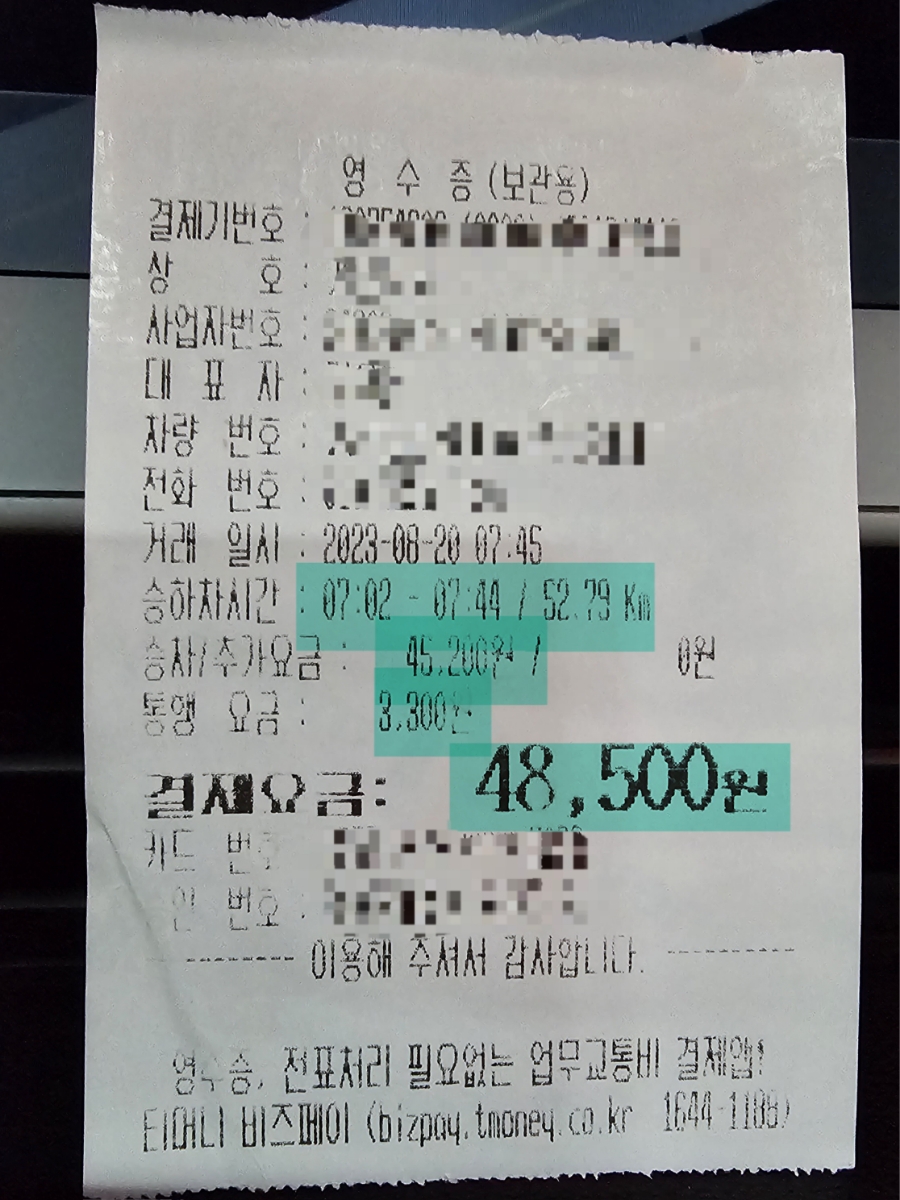 영 수 증 (보관용)
결제기번호 :
상 호 :
사업자번호 :
대 표 자 :
차량 번호 :
전화 번호 :
거래 일시 : 2023-08-20 07:45
승하차시간 : 07:02 - 07:44 / 52.79 Km
승차/추가요금 : 45,200원 / 0원
통행 요금 : 3,300원
결제요금: 48,500원
카드 번호
인 번호 :
--------- 이용해 주셔서 감사합니다. ----------
영수증, 전표처리 필요없는 업무교통비 결제앱!
티머니 비즈페이 (bizpay.tmoney.co.kr 1644-1188)